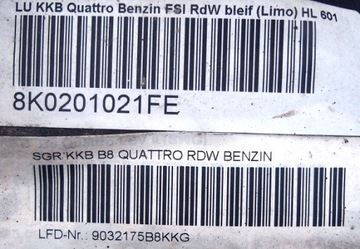 LU KKB Quattro Benzin FSI RdW bleif (Limo) HL 601
8K0201021FE
SGR KKB B8 QUATTRO RDW BENZIN
LFD-Nr.: 9032175B8KKG